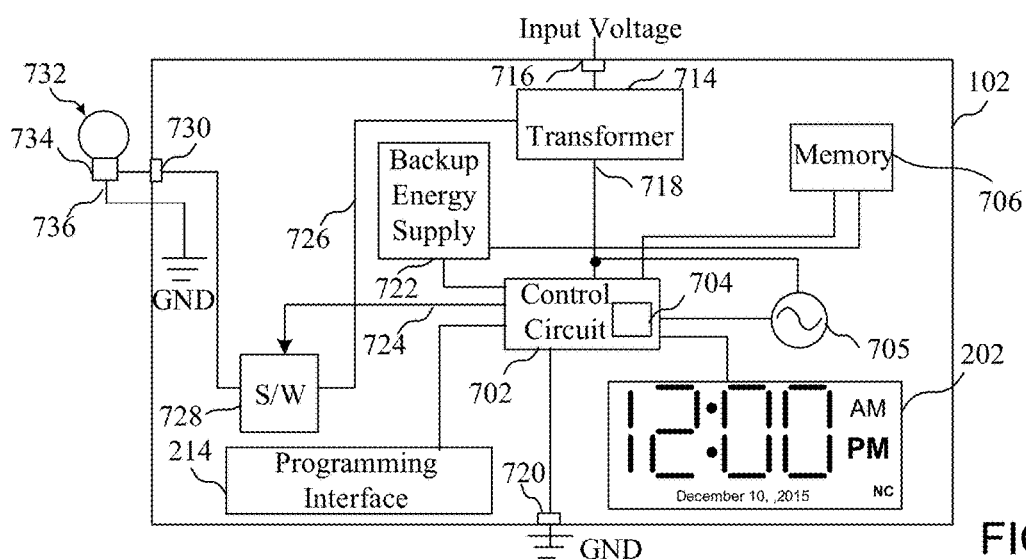 Input Voltage
732
716
714
102
730
Transformer
734
Backup
Energy
Supply
Memory
718
736
726
706
722
GND
Control
Circuit
704
724
705
702
S/W
202
728
12:00
AM
PM
214
Programming
Interface
720
December 10, ,2015
NC
GND
FIG